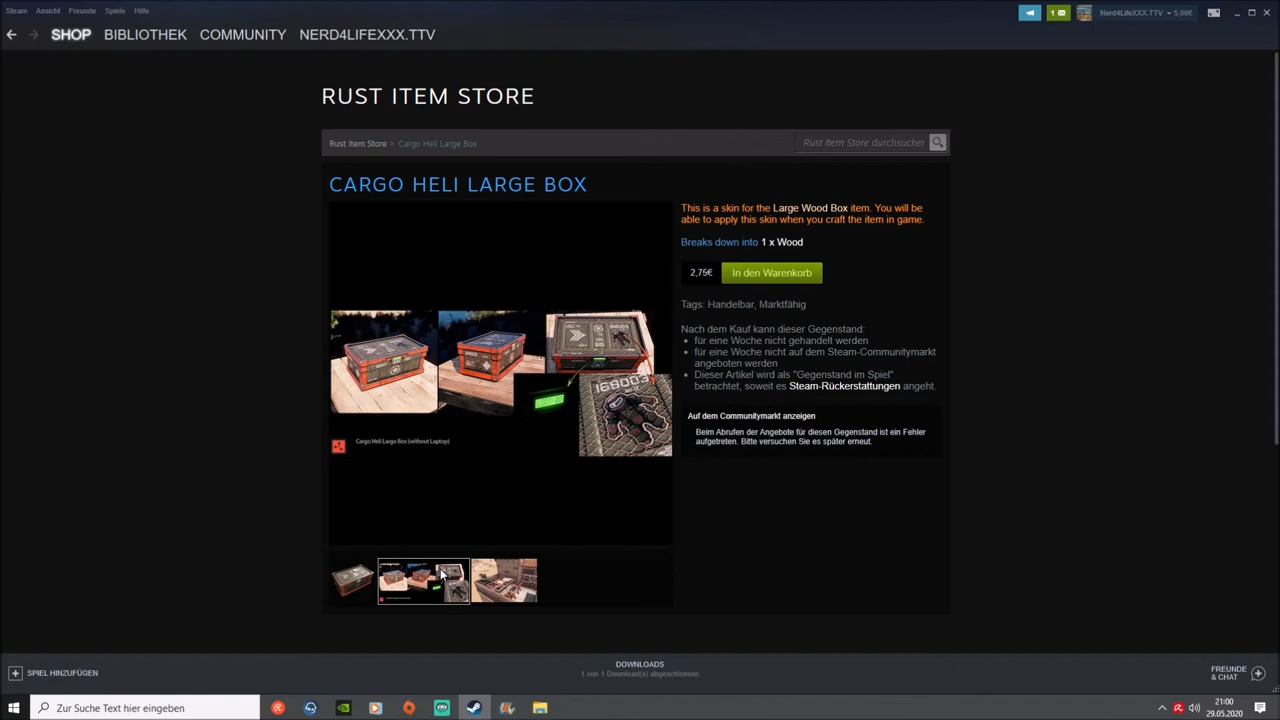 Steam Ansicht Freunde Spiele Hilfe
1
Nerd4LifeXXX.TTV 5,06€
SHOP BIBLIOTHEK COMMUNITY NERD4LIFEXXX.TTV
RUST ITEM STORE
Rust Item Store > Cargo Heli Large Box
Rust Item Store durchsuchen
CARGO HELI LARGE BOX
This is a skin for the Large Wood Box item. You will be
able to apply this skin when you craft the item in game.
Breaks down into 1 x Wood
2,75€ In den Warenkorb
Tags: Handelbar, Marktfähig
Nach dem Kauf kann dieser Gegenstand:
für eine Woche nicht gehandelt werden
für eine Woche nicht auf dem Steam-Communitymarkt
angeboten werden
Dieser Artikel wird als "Gegenstand im Spiel"
betrachtet, soweit es Steam-Rückerstattungen angeht.
Auf dem Communitymarkt anzeigen
Beim Abrufen der Angebote für diesen Gegenstand ist ein Fehler
aufgetreten. Bitte versuchen Sie es später erneut.
168003
Cargo Heli Large Box (without Laptop)
SPIEL HINZUFÜGEN
DOWNLOADS
1 von 1 Download(s) abgeschlossen
FREUNDE
& CHAT
Zur Suche Text hier eingeben
21:00
29.05.2020